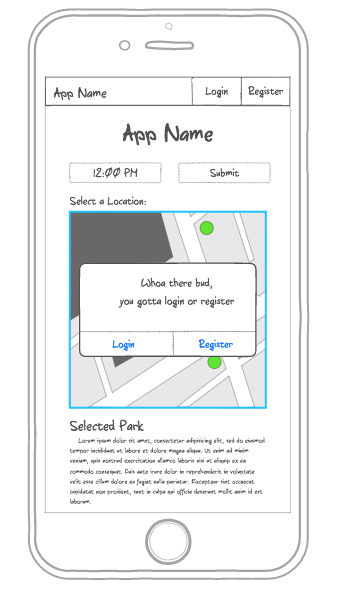 App Name
Login
Register
App Name
12:00 PM
Submit
Select a Location:
Whoa there bud,
you gotta login or register
Login
Register
Selected Park
Lorem ipsum dolor sit amet, consectetur adipisicing elit, sed do eiusmod
tempor incididunt ut labore et dolore magna aliqua. Ut enim ad minim
veniam, quis nostrud exercitation ullamco laboris nisi ut aliquip ex ea
commodo consequat. Duis aute irure dolor in reprehenderit in voluptate
velit esse cillum dolore eu fugiat nulla pariatur. Excepteur sint occaecat
cupidatat non proident, sunt in culpa qui officia deserunt mollit anim id est
laborum.